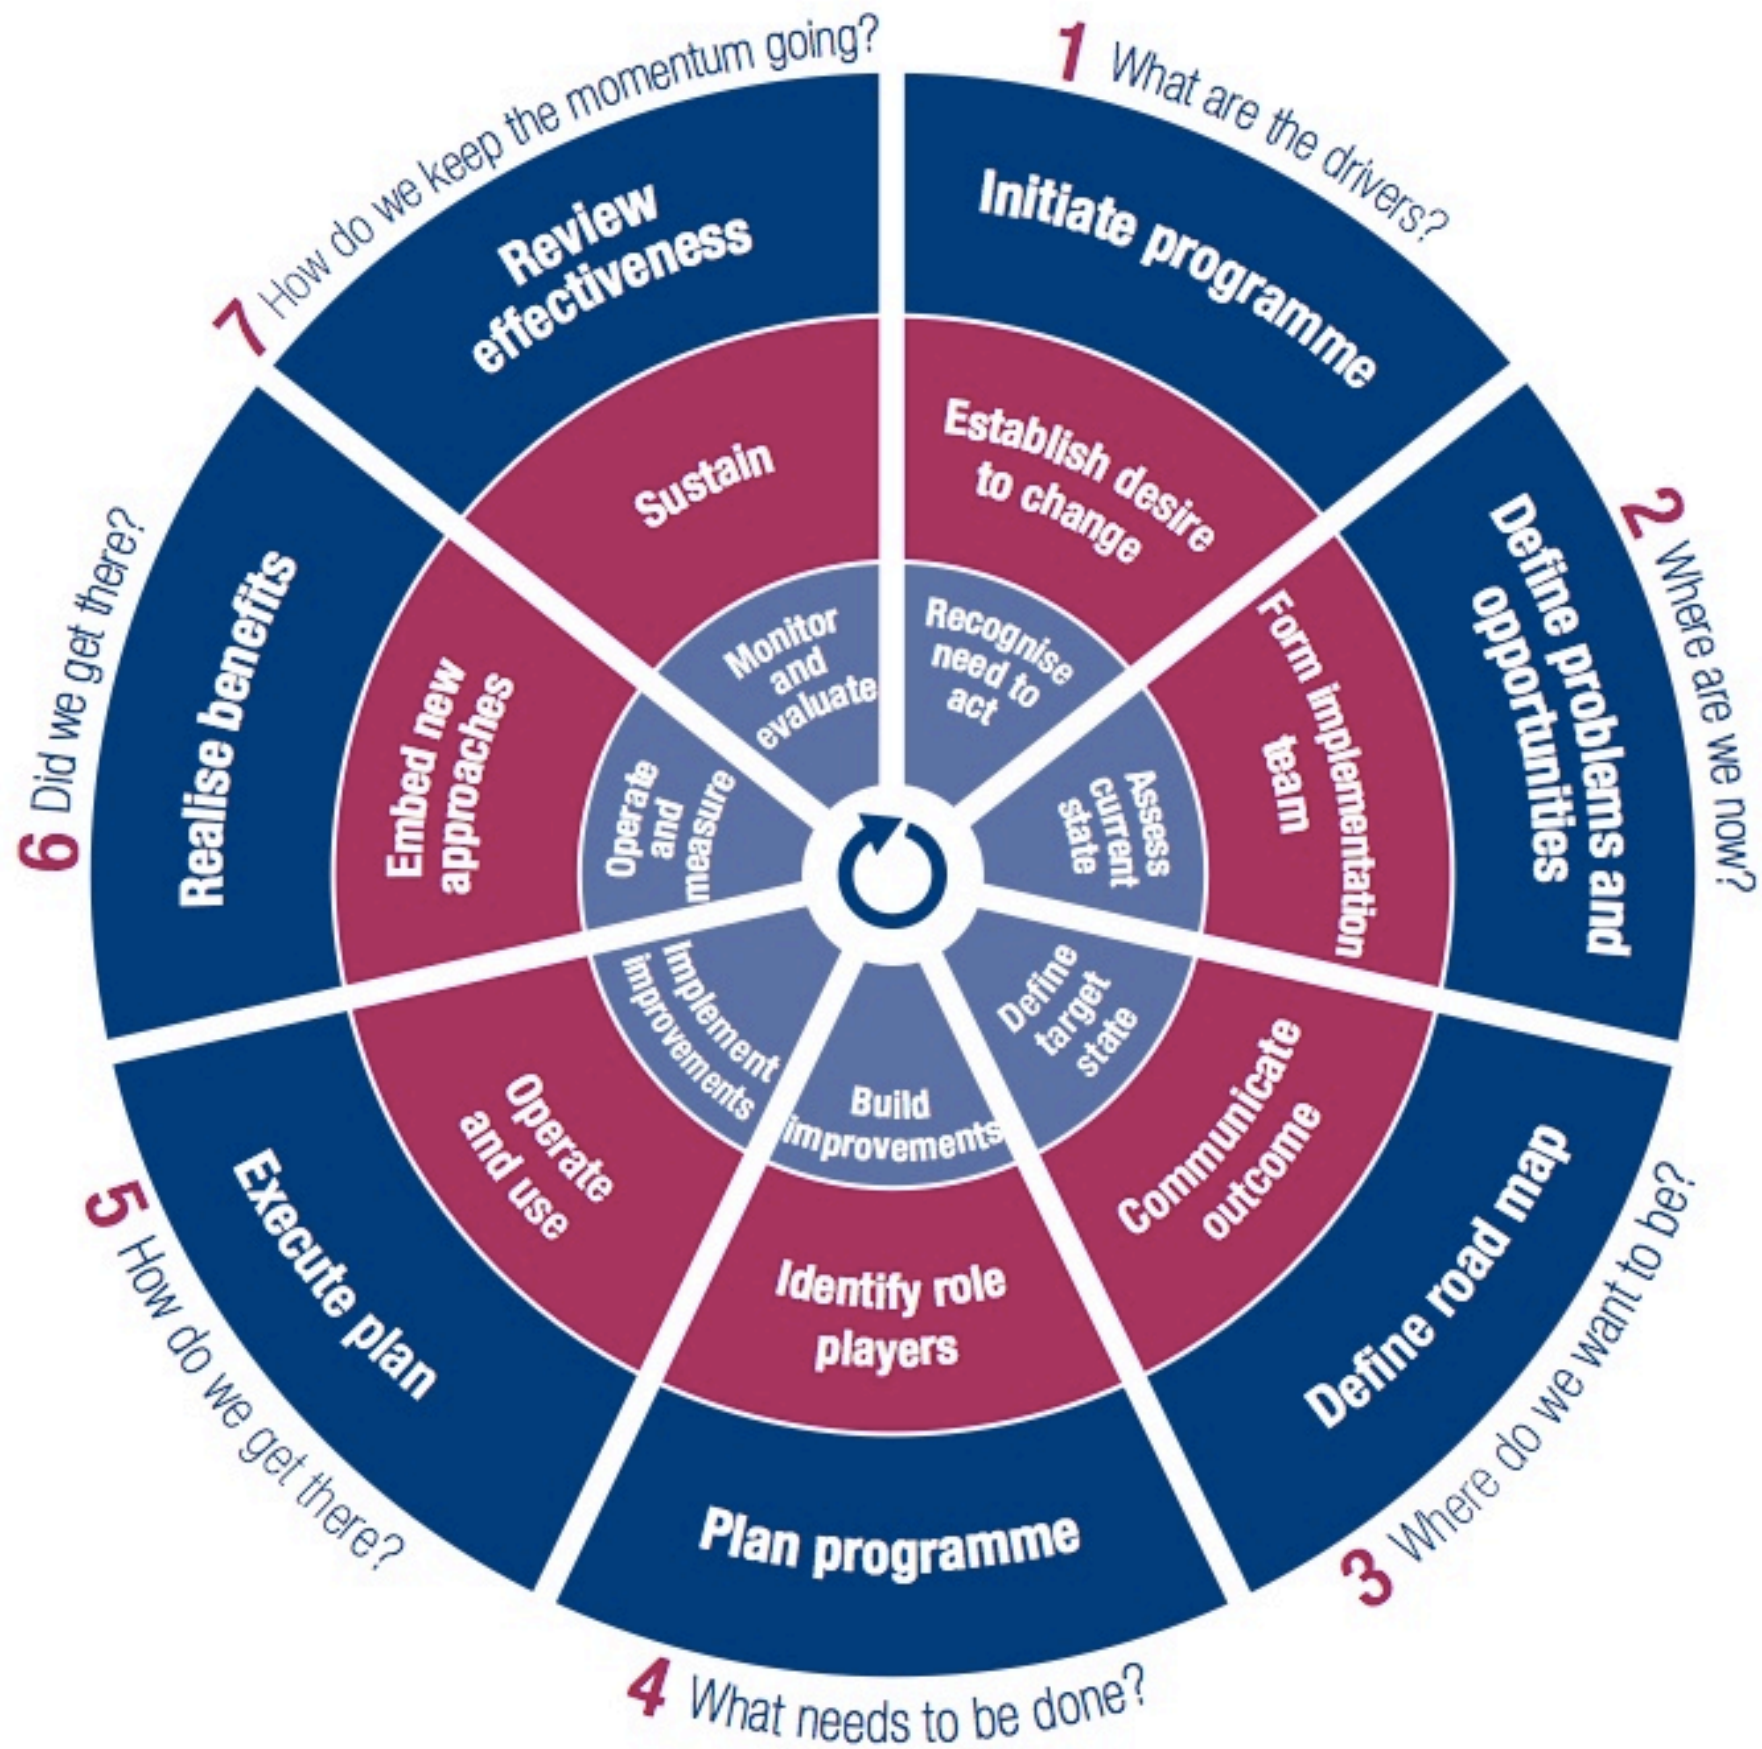 1 What are the drivers?
Initiate programme
Establish desire
to change
Recognise
need to
act
2 Where are we now?
Define problems and
opportunities
Form implementation
team
Assess
current
state
3 Where do we want to be?
Define road map
Communicate
outcome
Define
target
state
4 What needs to be done?
Plan programme
Identify role
players
Build
improvements
5 How do we get there?
Execute plan
Operate
and use
Implement
improvements
6 Did we get there?
Realise benefits
Embed new
approaches
Operate
and
measure
7 How do we keep the momentum going?
Review
effectiveness
Sustain
Monitor
and
evaluate